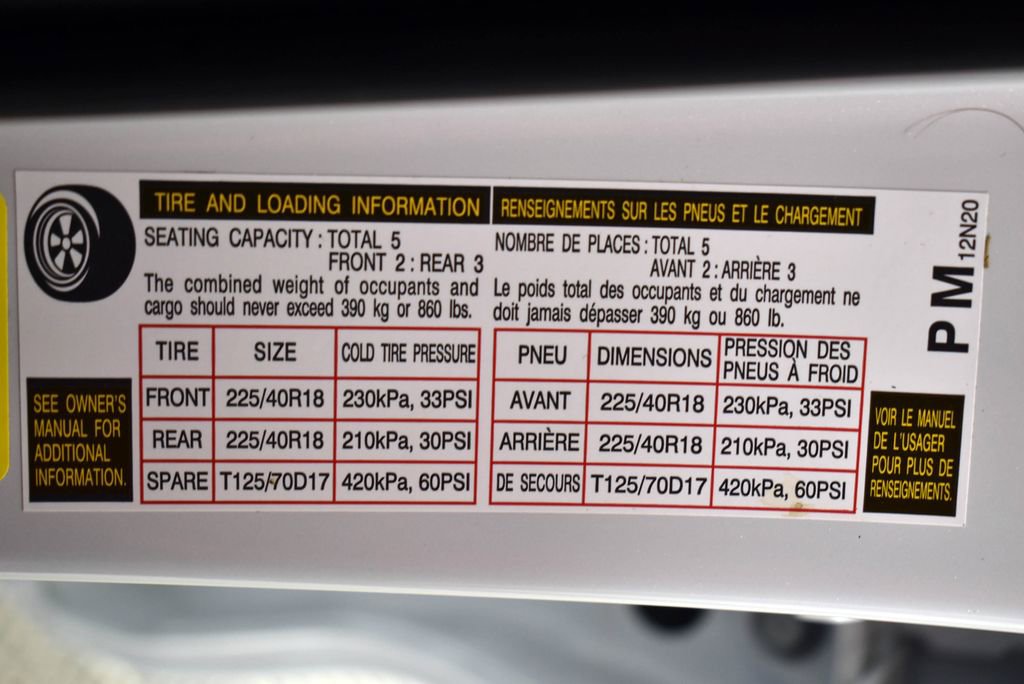 TIRE AND LOADING INFORMATION
SEATING CAPACITY : TOTAL 5
FRONT 2 : REAR 3
The combined weight of occupants and
cargo should never exceed 390 kg or 860 lbs.
TIRE SIZE COLD TIRE PRESSURE
FRONT 225/40R18 230kPa, 33PSI
REAR 225/40R18 210kPa, 30PSI
SPARE T125/70D17 420kPa, 60PSI
SEE OWNER'S
MANUAL FOR
ADDITIONAL
INFORMATION.
RENSEIGNEMENTS SUR LES PNEUS ET LE CHARGEMENT
NOMBRE DE PLACES : TOTAL 5
AVANT 2 : ARRIÈRE 3
Le poids total des occupants et du chargement ne
doit jamais dépasser 390 kg ou 860 lb.
PNEU DIMENSIONS PRESSION DES
PNEUS À FROID
AVANT 225/40R18 230kPa, 33PSI
ARRIÈRE 225/40R18 210kPa, 30PSI
DE SECOURS T125/70D17 420kPa, 60PSI
VOIR LE MANUEL
DE L'USAGER
POUR PLUS DE
RENSEIGNEMENTS.
P M 12N20